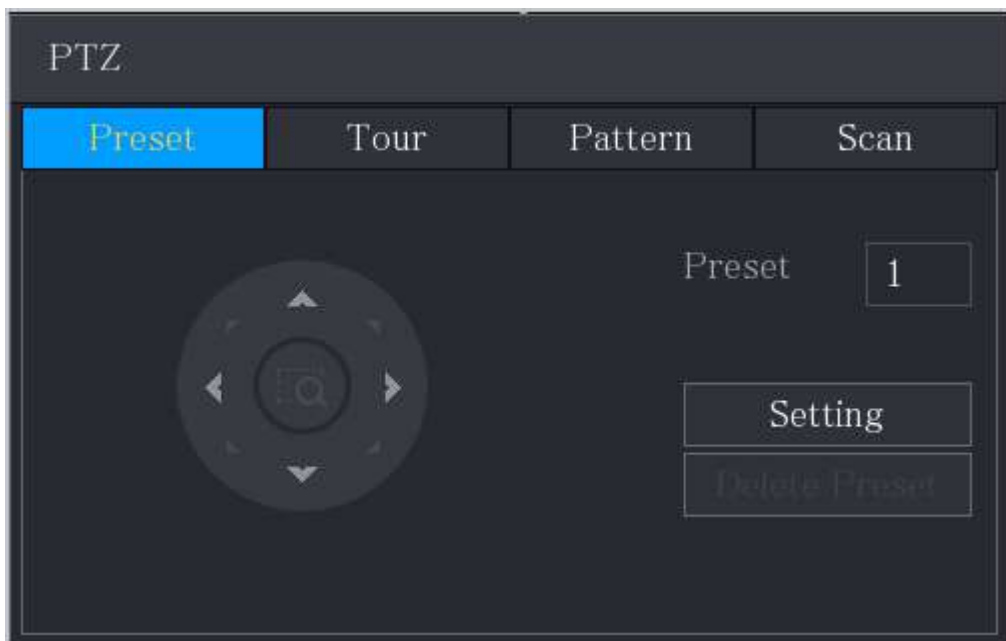 PTZ
Preset Tour Pattern Scan
Preset 1
Setting
Delete Preset